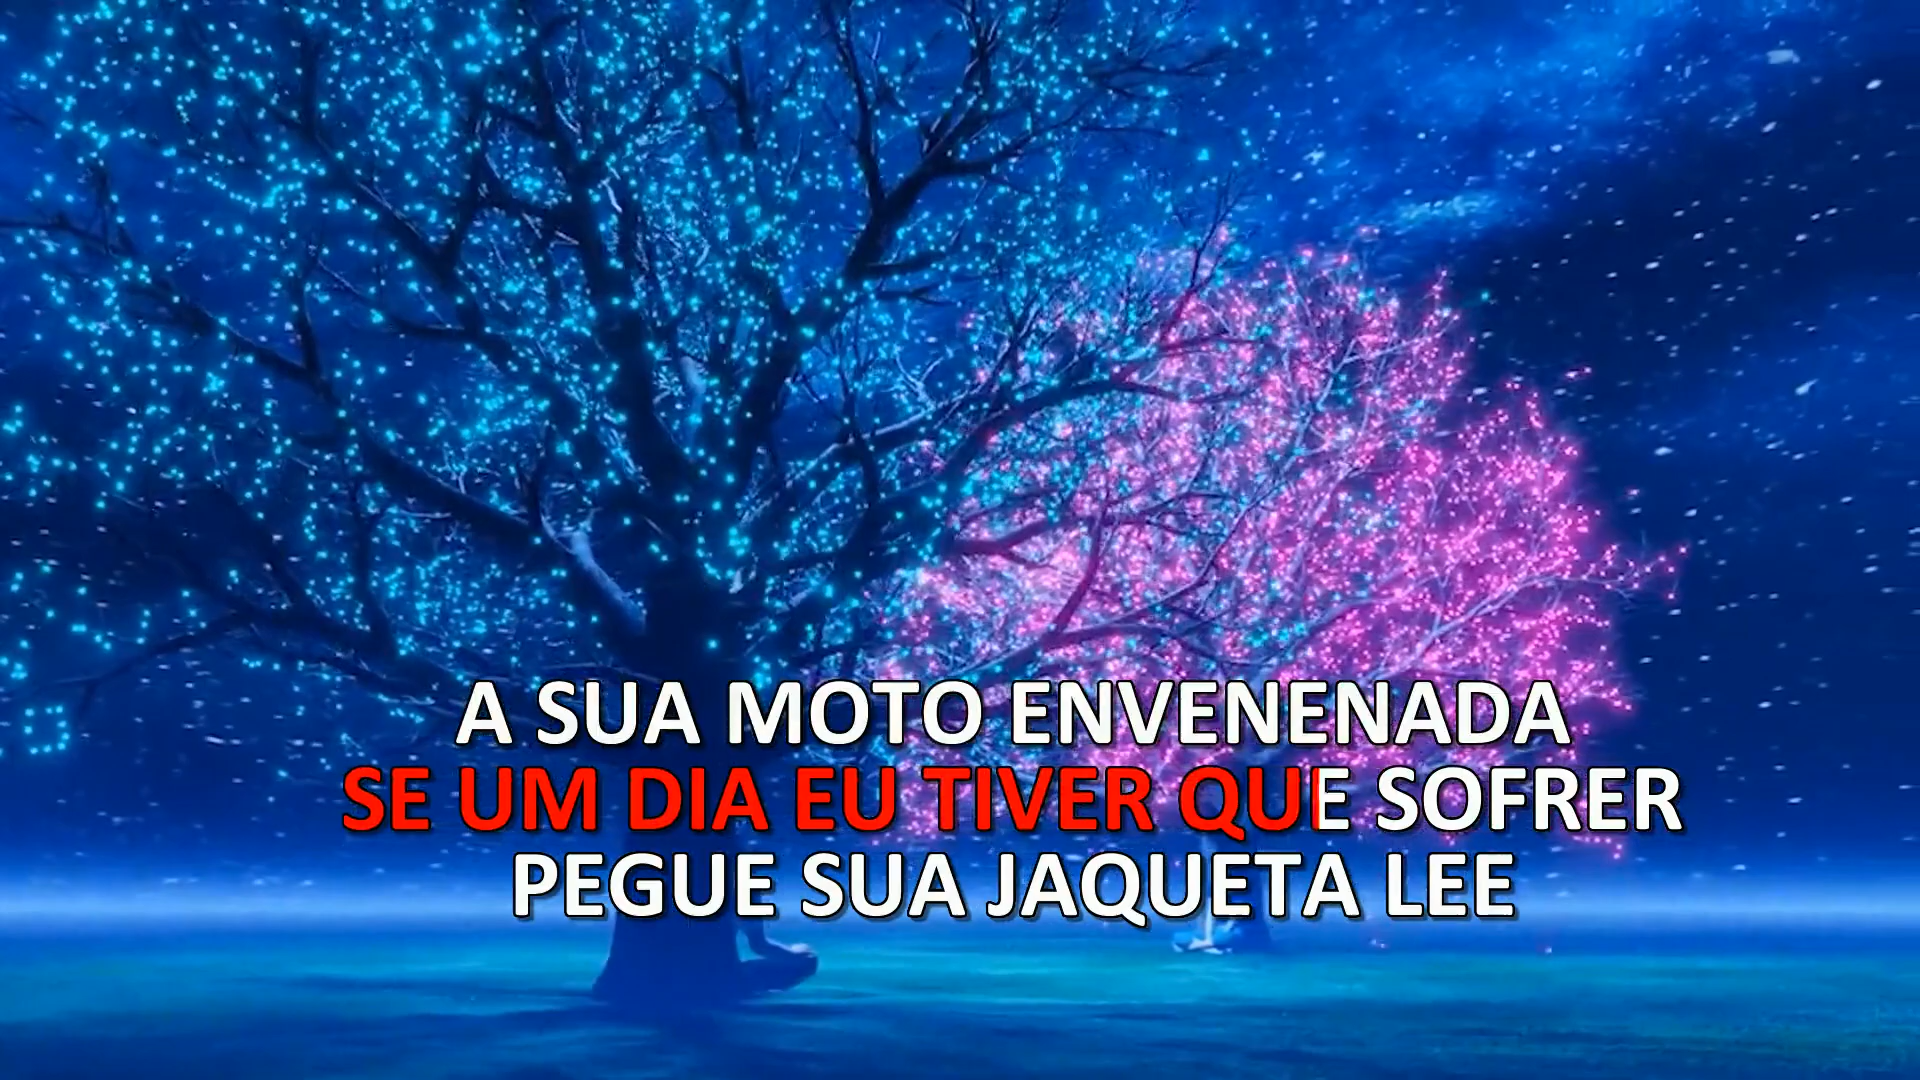 A SUA MOTO ENVENENADA
SE UM DIA EU TIVER QUE SOFRER
PEGUE SUA JAQUETA LEE